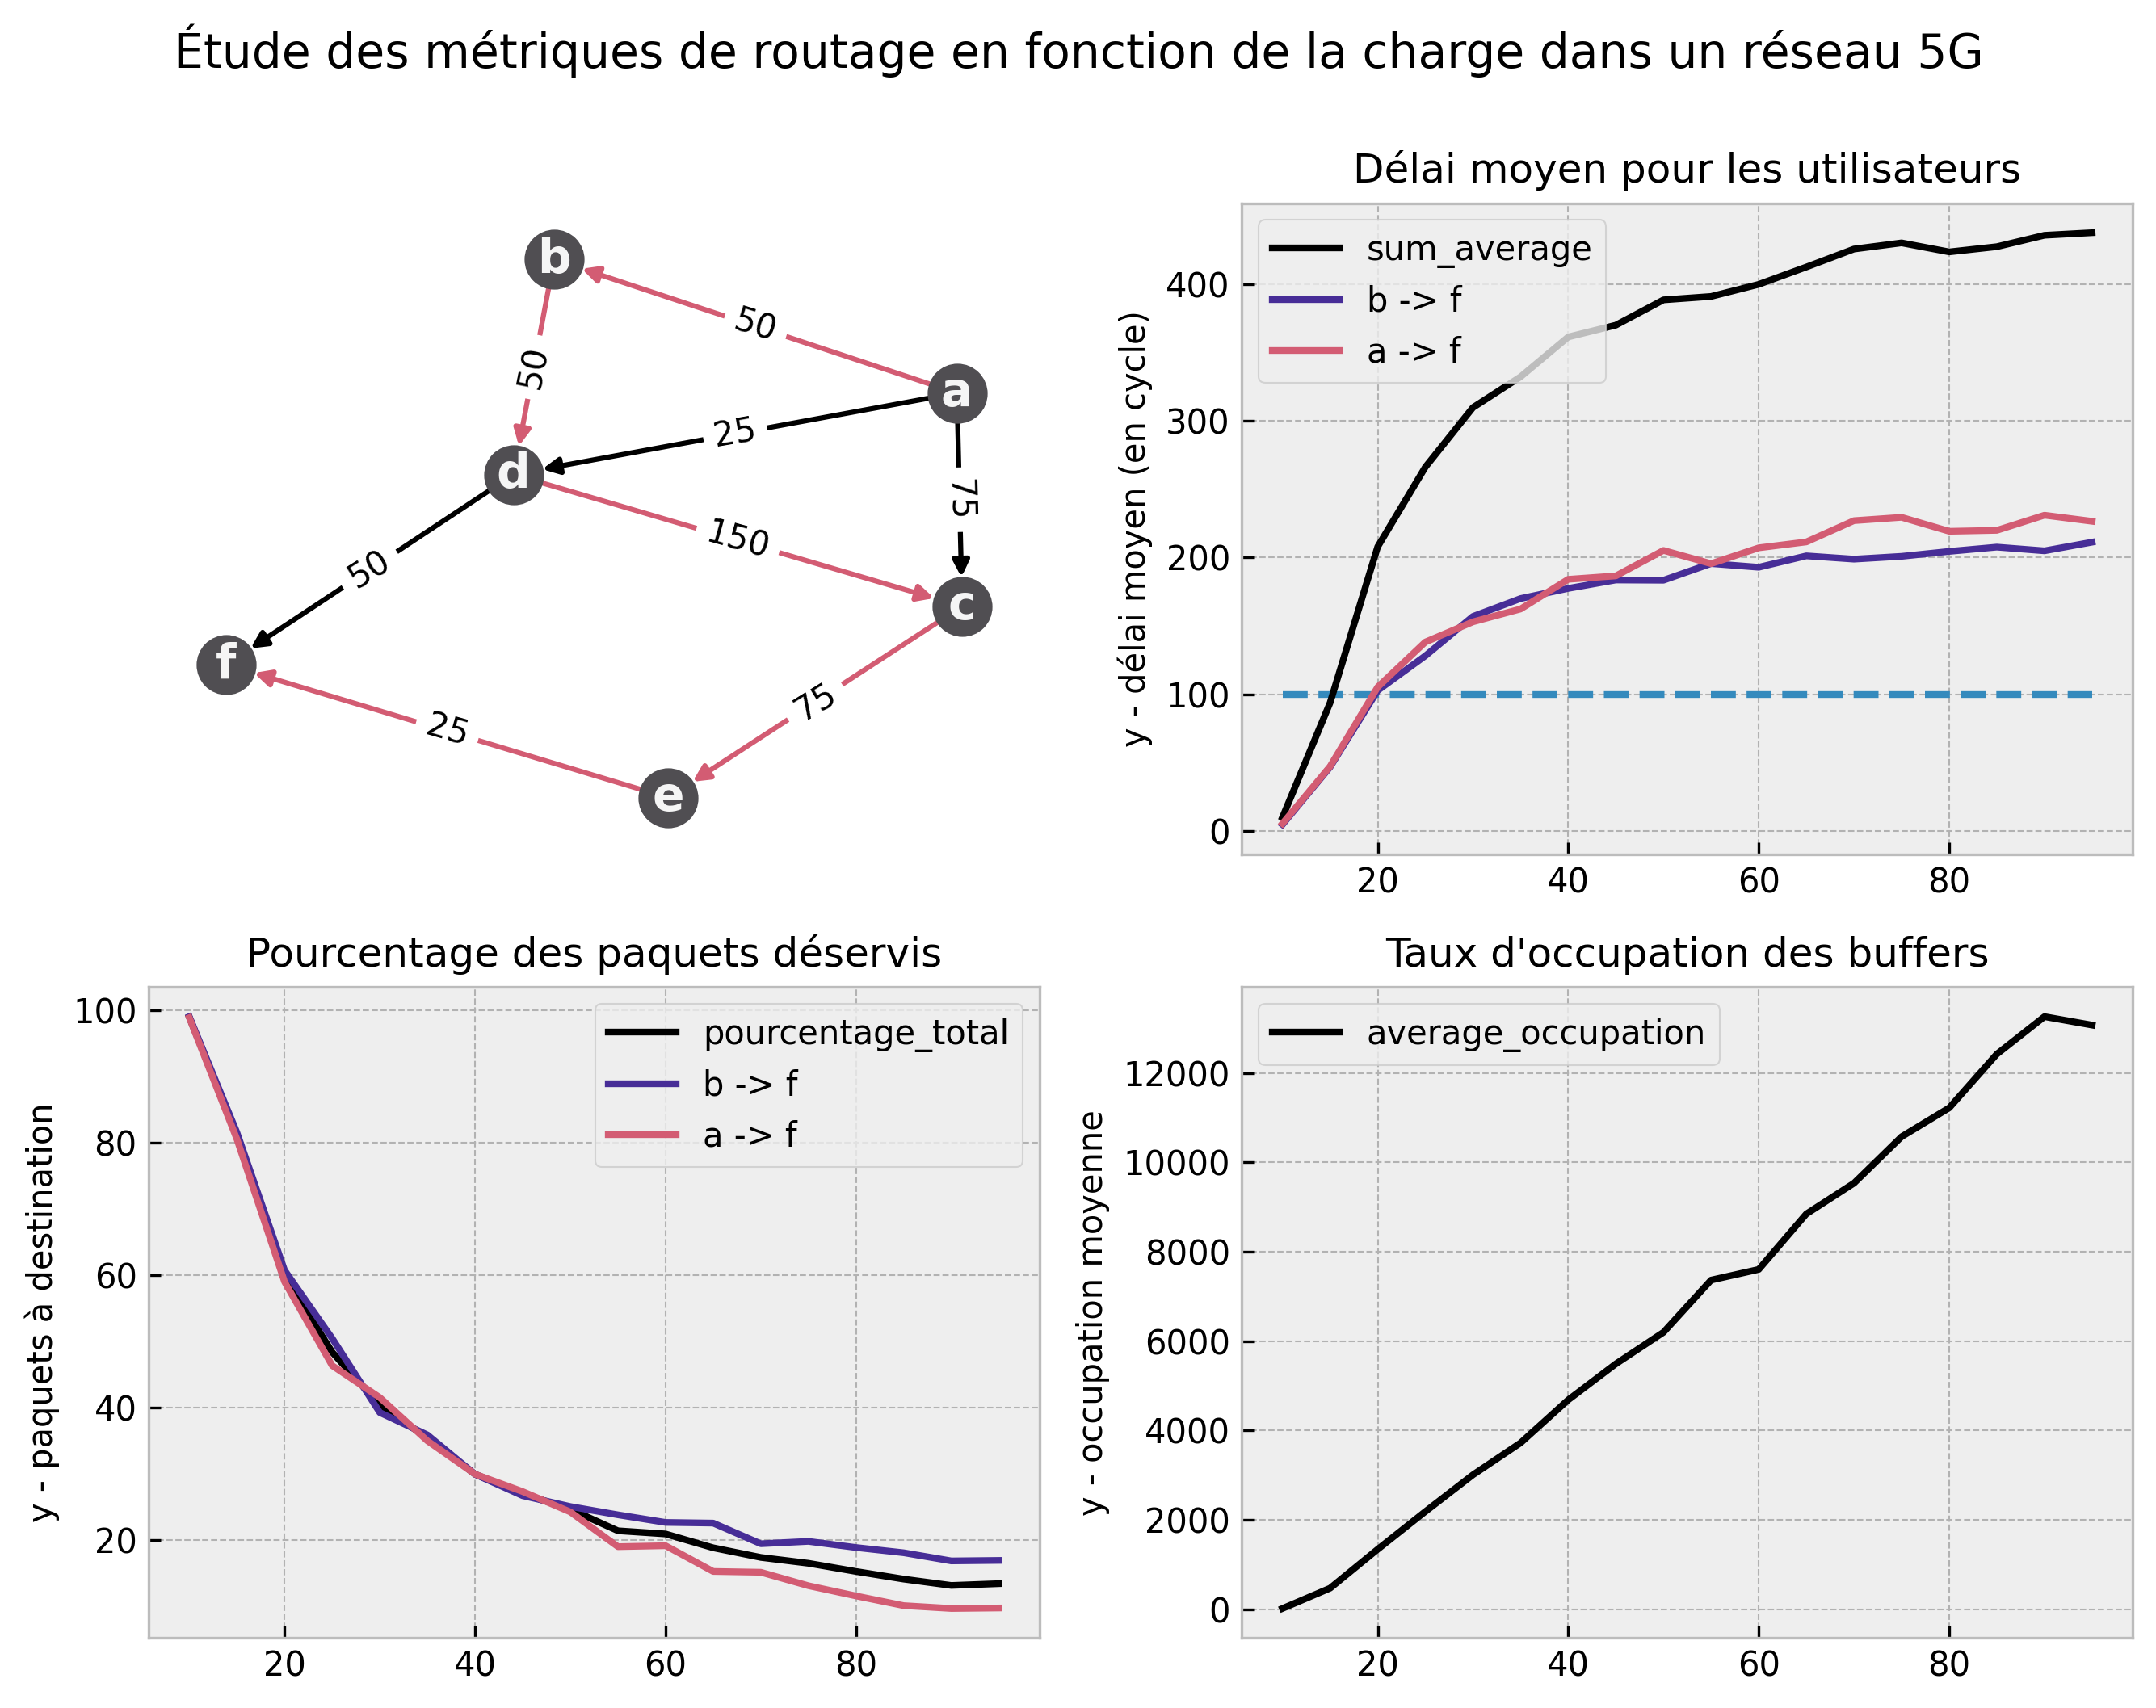 Étude des métriques de routage en fonction de la charge dans un réseau 5G
b
50
a
50
25
d
75
150
50
c
f
75
25
e
Délai moyen pour les utilisateurs
y - délai moyen (en cycle)
sum_average
b -> f
a -> f
400
300
200
100
0
20 40 60 80
Pourcentage des paquets déservis
y - paquets à destination
pourcentage_total
b -> f
a -> f
100
80
60
40
20
20 40 60 80
Taux d'occupation des buffers
y - occupation moyenne
average_occupation
12000
10000
8000
6000
4000
2000
0
20 40 60 80